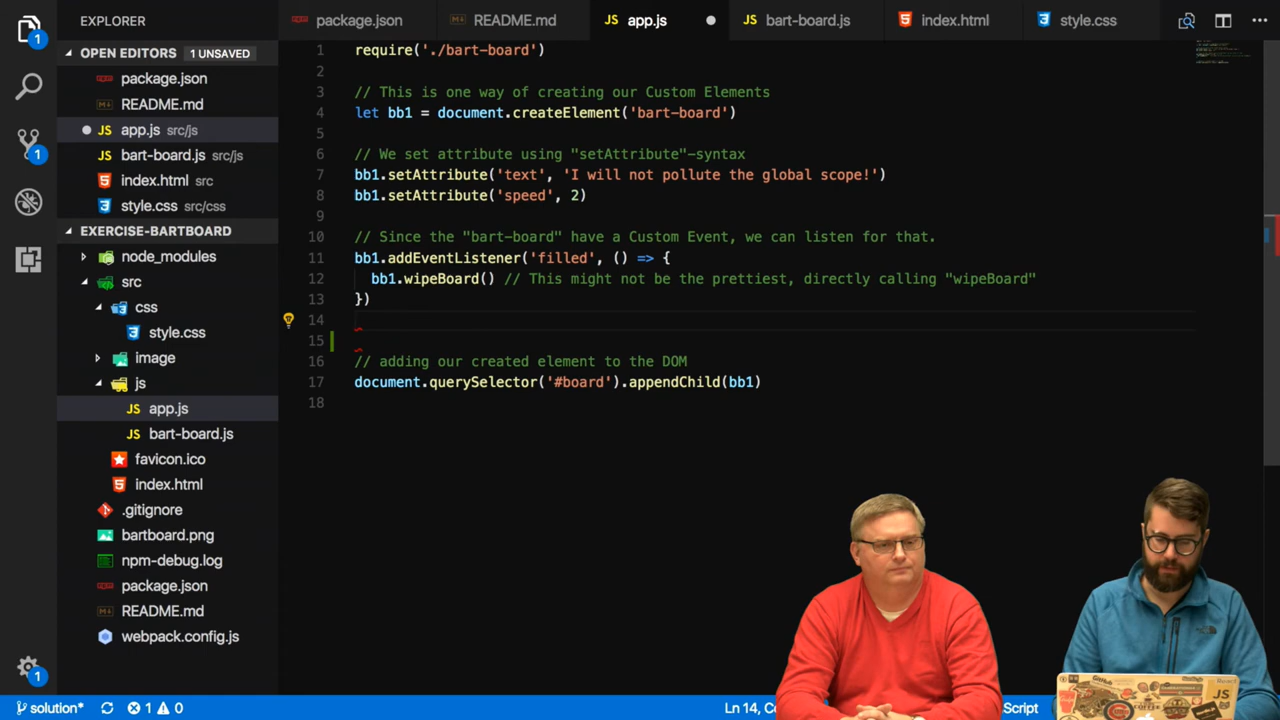 EXPLORER
package.json
README.md
app.js
bart-board.js
index.html
style.css
OPEN EDITORS 1 UNSAVED
package.json
README.md
app.js src/js
bart-board.js src/js
index.html src
style.css src/css
EXERCISE-BARTBOARD
node_modules
src
css
style.css
image
js
app.js
bart-board.js
favicon.ico
index.html
.gitignore
bartboard.png
npm-debug.log
package.json
README.md
webpack.config.js
1 require('./bart-board')
2
3 // This is one way of creating our Custom Elements
4 let bb1 = document.createElement('bart-board')
5
6 // We set attribute using "setAttribute"-syntax
7 bb1.setAttribute('text', 'I will not pollute the global scope!')
8 bb1.setAttribute('speed', 2)
9
10 // Since the "bart-board" have a Custom Event, we can listen for that.
11 bb1.addEventListener('filled', () => {
12 bb1.wipeBoard() // This might not be the prettiest, directly calling "wipeBoard"
13 })
14
15
16 // adding our created element to the DOM
17 document.querySelector('#board').appendChild(bb1)
18
solution* 1 0 Ln 14, Co Script
GitHub
JS